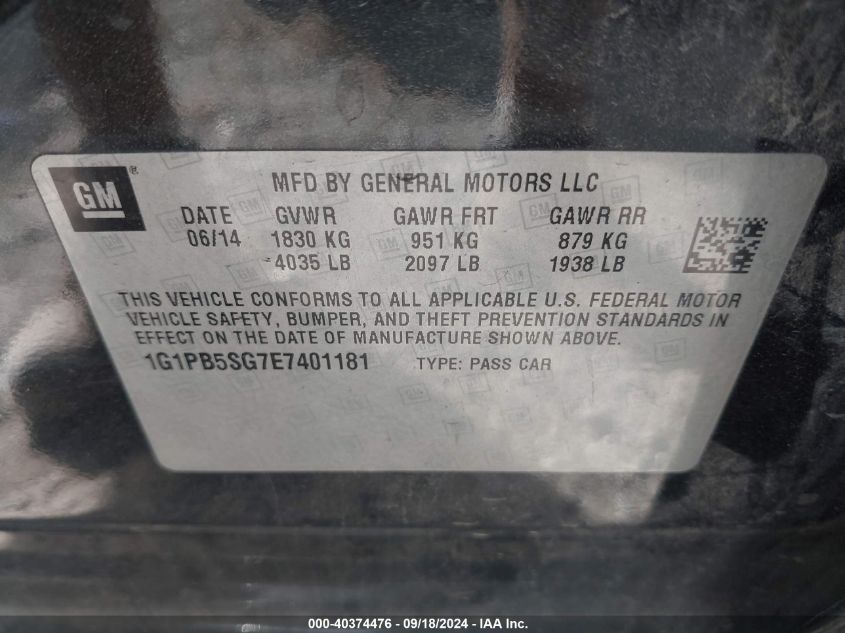 GM ®
MFD BY GENERAL MOTORS LLC
DATE GVWR GAWR FRT GAWR RR
06/14 1830 KG 951 KG 879 KG
4035 LB 2097 LB 1938 LB
THIS VEHICLE CONFORMS TO ALL APPLICABLE U.S. FEDERAL MOTOR
VEHICLE SAFETY, BUMPER, AND THEFT PREVENTION STANDARDS IN
EFFECT ON THE DATE OF MANUFACTURE SHOWN ABOVE.
1G1PB5SG7E7401181 TYPE: PASS CAR
000-40374476 - 09/18/2024 - IAA Inc.